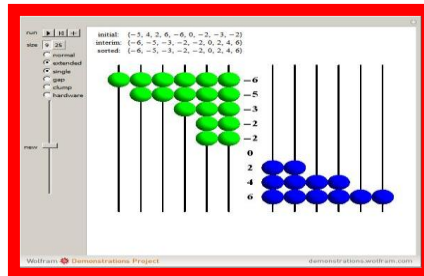 run
size 9 25
normal
extended
single
gap
clump
hardware
new
initial: {-5, 4, 2, 6, -6, 0, -2, -3, -2}
interim: {-6, -5, -3, -2, -2, 0, 2, 4, 6}
sorted: {-6, -5, -3, -2, -2, 0, 2, 4, 6}
-6
-5
-3
-2
-2
0
2
4
6
Wolfram Demonstrations Project
demonstrations.wolfram.com